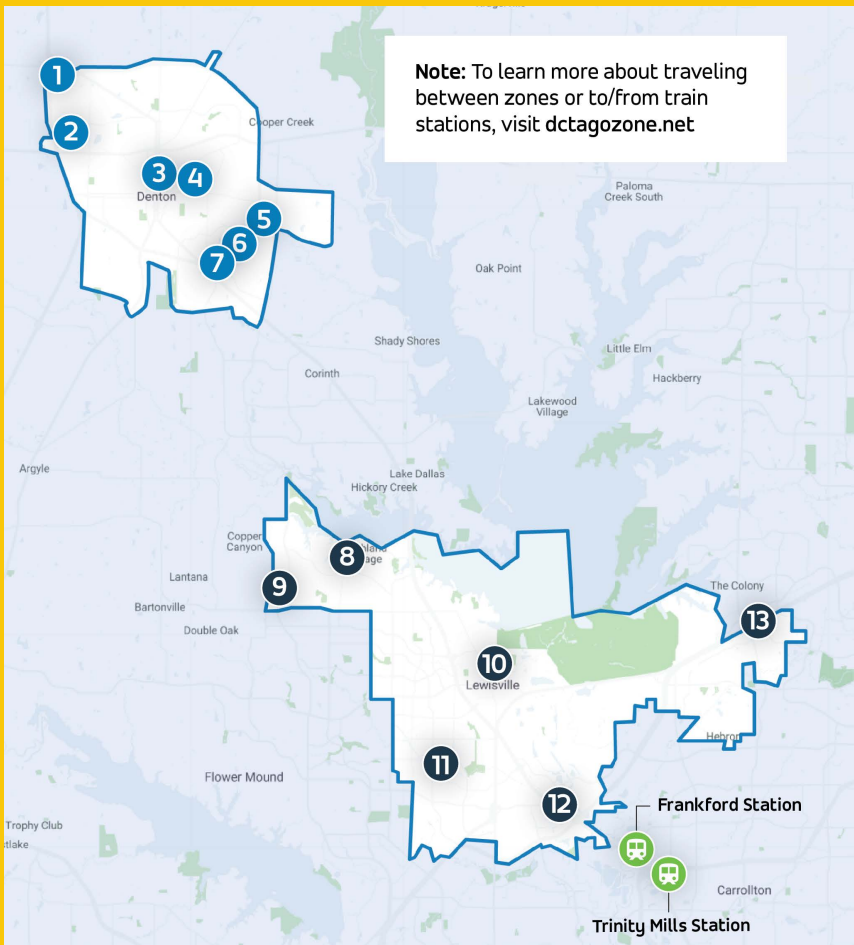 Note: To learn more about traveling
between zones or to/from train
stations, visit dctagozone.net
1
Cooper Creek
2
3
4
Denton
Paloma
Creek South
5
6
7
Oak Point
Shady Shores
Little Elm
Corinth
Hackberry
Lakewood
Village
Argyle
Lake Dallas
Hickory Creek
Copper
Canyon
8
Lantana
9
The Colony
Bartonville
13
Double Oak
10
Lewisville
Hebron
11
Flower Mound
12
Frankford Station
Trophy Club
Carrollton
Trinity Mills Station